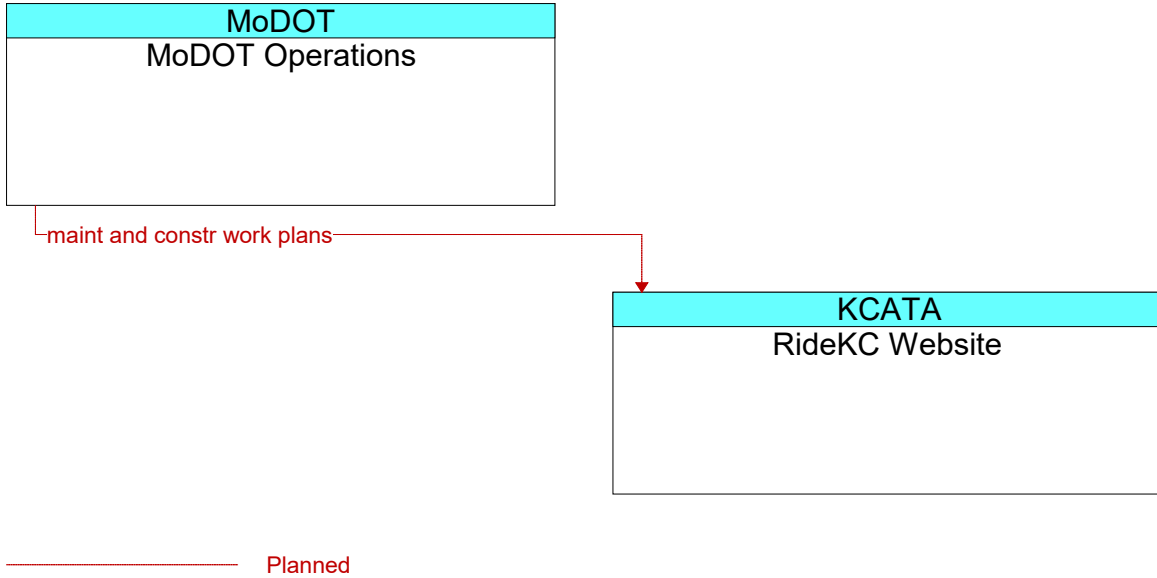 MoDOT
MoDOT Operations
maint and constr work plans
KCATA
RideKC Website
Planned